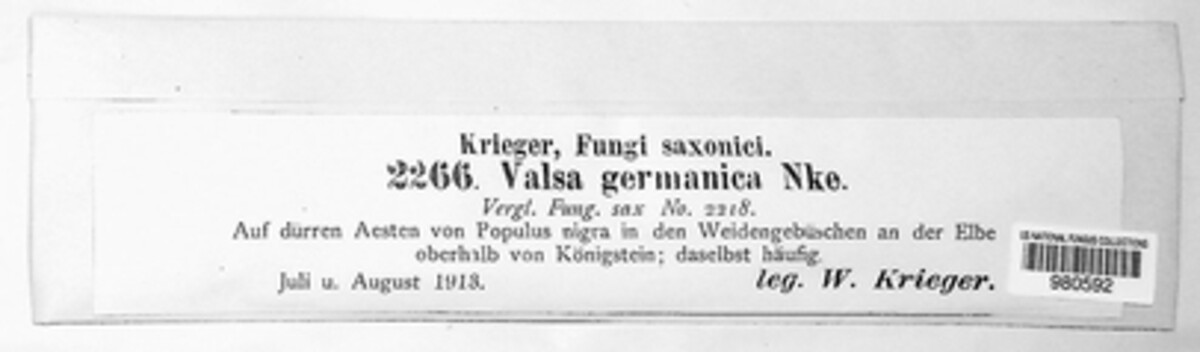 Krieger, Fungi saxonici.
2266. Valsa germanica Nke.
Vergl. Fung. sax No. 2218.
Auf dürren Aesten von Populus nigra in den Weidengebüschen an der Elbe
oberhalb von Königstein; daselbst häufig.
Juli u. August 1913.
leg. W. Krieger.
US NATIONAL FUNGUS COLLECTIONS
980592